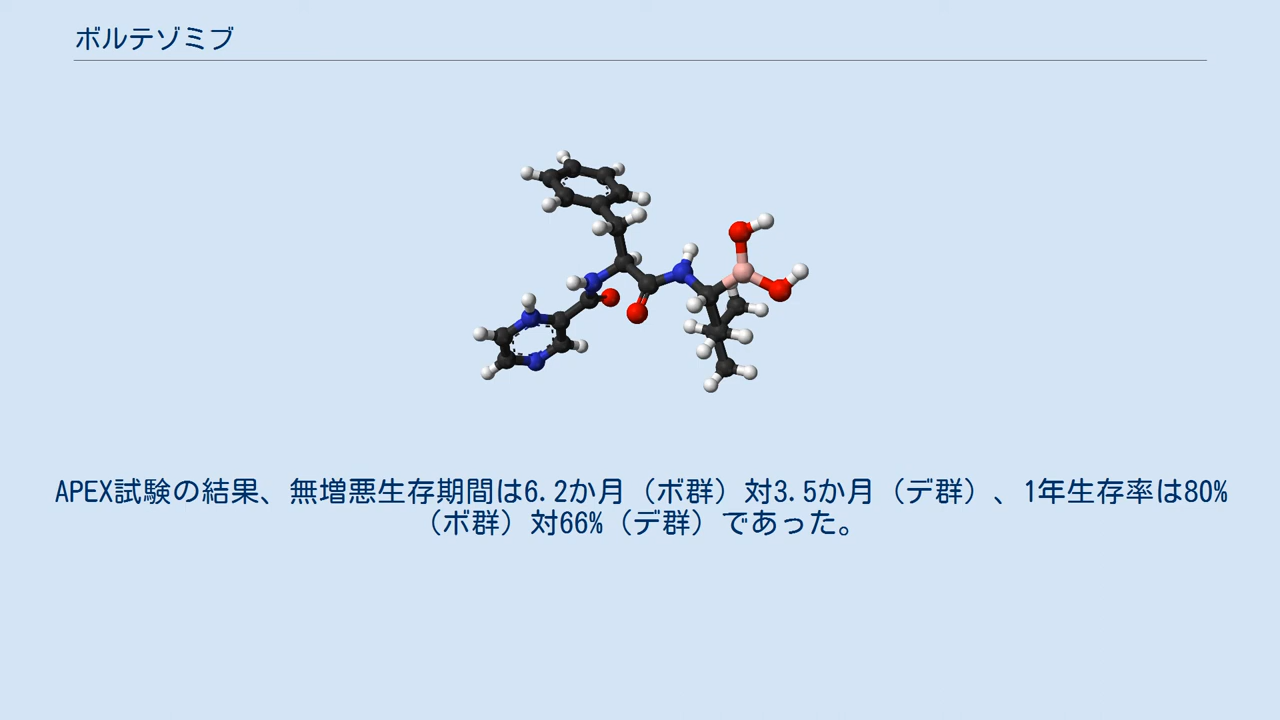 ボルテゾミブ
APEX試験の結果、無増悪生存期間は6.2か月（ボ群）対3.5か月（デ群）、1年生存率は80%
（ボ群）対66%（デ群）であった。